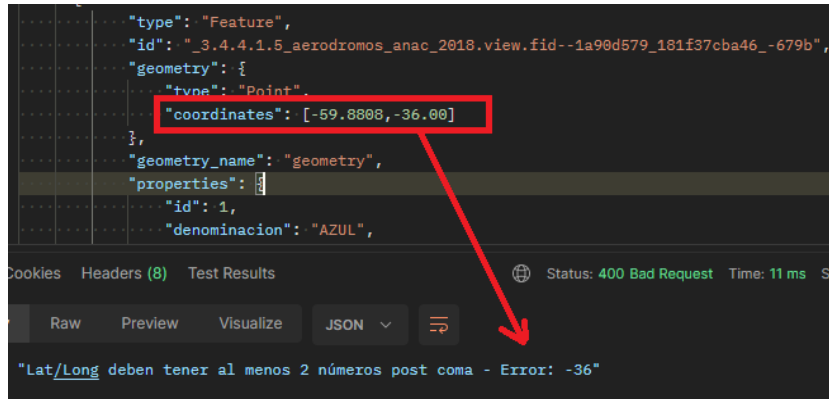 "type": "Feature",
"id": "_3.4.4.1.5_aerodromos_anac_2018.view.fid--1a90d579_181f37cba46_-679b",
"geometry": {
"type": "Point",
"coordinates": [-59.8808,-36.00]
},
"geometry_name": "geometry",
"properties": {
"id": 1,
"denominacion": "AZUL",
Cookies Headers (8) Test Results Status: 400 Bad Request Time: 11 ms S
Raw Preview Visualize JSON
"Lat/Long deben tener al menos 2 números post coma - Error: -36"